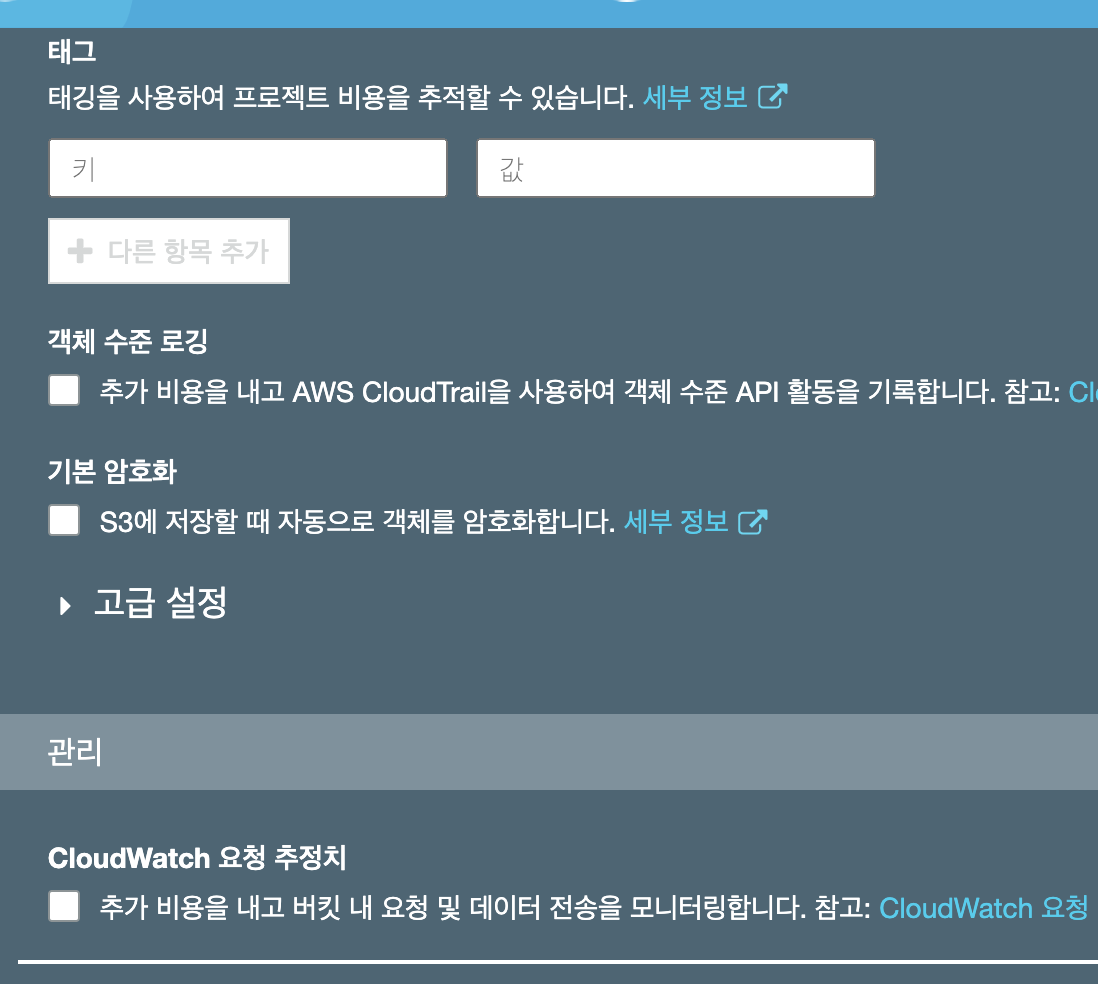 태그
태깅을 사용하여 프로젝트 비용을 추적할 수 있습니다. 세부 정보
키 값
다른 항목 추가
객체 수준 로깅
추가 비용을 내고 AWS CloudTrail을 사용하여 객체 수준 API 활동을 기록합니다. 참고:
기본 암호화
S3에 저장할 때 자동으로 객체를 암호화합니다. 세부 정보
고급 설정
관리
CloudWatch 요청 추정치
추가 비용을 내고 버킷 내 요청 및 데이터 전송을 모니터링합니다. 참고: CloudWatch 요청